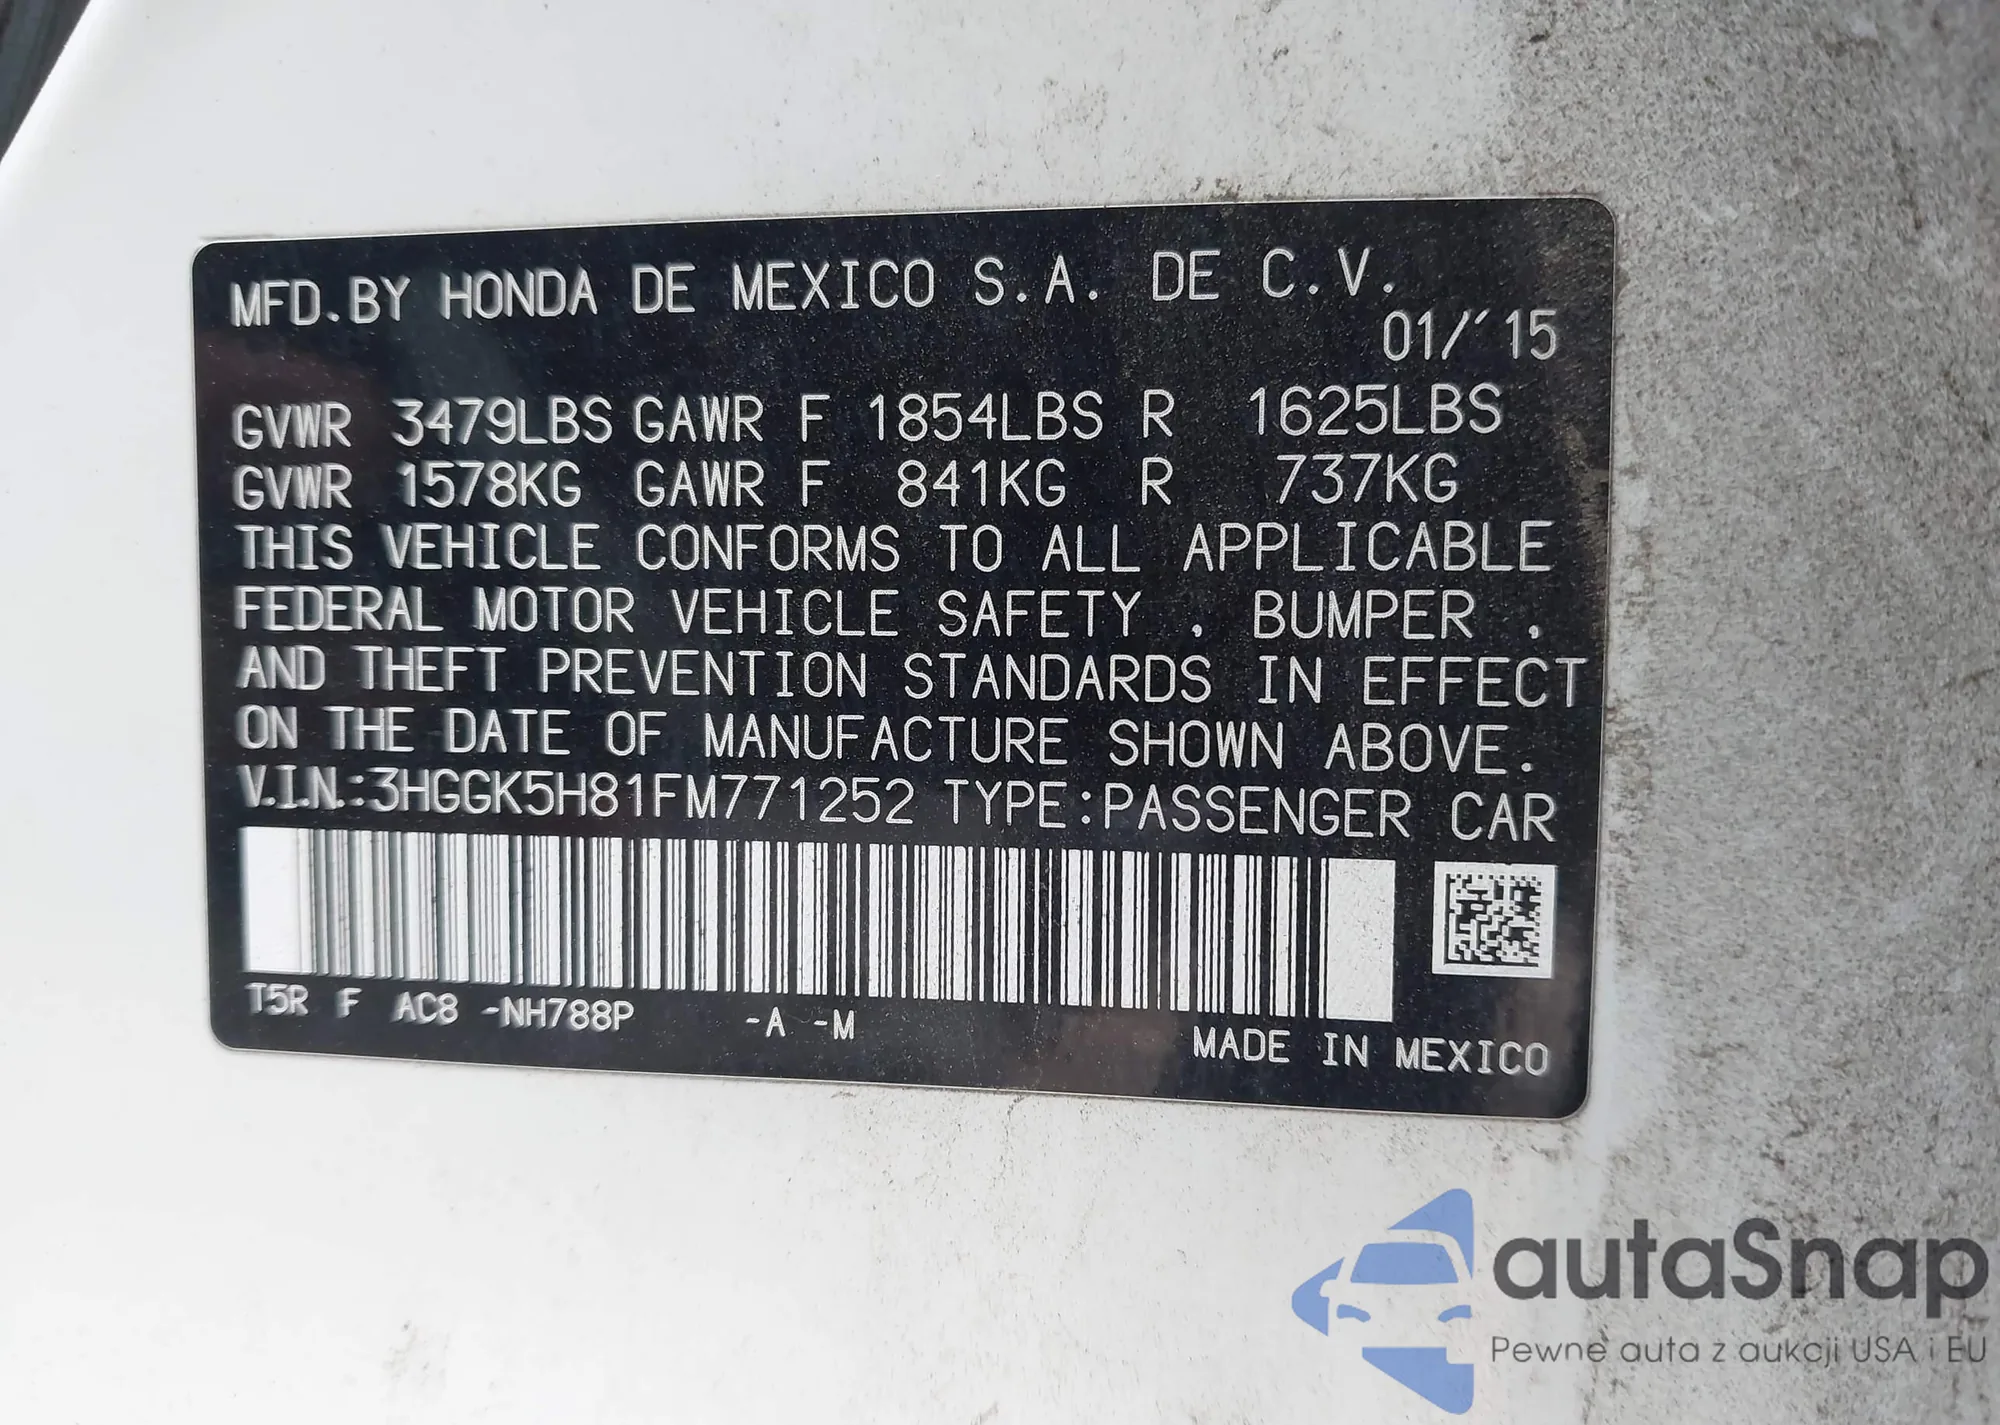 MFD.BY HONDA DE MEXICO S.A. DE C.V.
01/'15
GVWR 3479LBS GAWR F 1854LBS R 1625LBS
GVWR 1578KG GAWR F 841KG R 737KG
THIS VEHICLE CONFORMS TO ALL APPLICABLE
FEDERAL MOTOR VEHICLE SAFETY , BUMPER ,
AND THEFT PREVENTION STANDARDS IN EFFECT
ON THE DATE OF MANUFACTURE SHOWN ABOVE.
V.I.N.:3HGGK5H81FM771252 TYPE:PASSENGER CAR
T5R F AC8 -NH788P -A -M
MADE IN MEXICO
autaSnap
Pewne auta z aukcji USA i EU